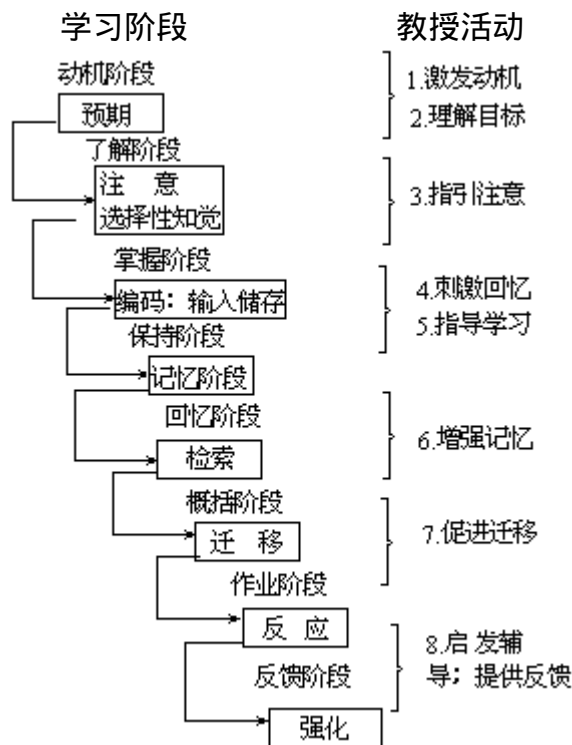 学习阶段
教授活动
动机阶段
预期
1.激发动机
2.理解目标
了解阶段
注 意
选择性知觉
3.指引注意
掌握阶段
编码：输入储存
4.刺激回忆
5.指导学习
保持阶段
记忆阶段
回忆阶段
检索
6.增强记忆
概括阶段
迁 移
7.促进迁移
作业阶段
反 应
反馈阶段
强化
8.启发辅
导；提供反馈